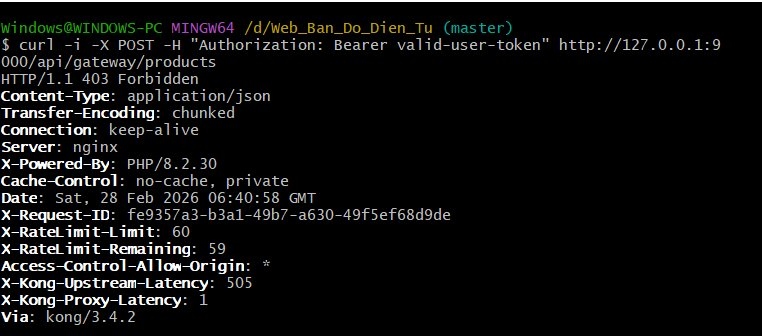 Windows@WINDOWS-PC MINGW64 /d/Web_Ban_Do_Dien_Tu (master)
$ curl -i -X POST -H "Authorization: Bearer valid-user-token" http://127.0.0.1:9
000/api/gateway/products
HTTP/1.1 403 Forbidden
Content-Type: application/json
Transfer-Encoding: chunked
Connection: keep-alive
Server: nginx
X-Powered-By: PHP/8.2.30
Cache-Control: no-cache, private
Date: Sat, 28 Feb 2026 06:40:58 GMT
X-Request-ID: fe9357a3-b3a1-49b7-a630-49f5ef68d9de
X-RateLimit-Limit: 60
X-RateLimit-Remaining: 59
Access-Control-Allow-Origin: *
X-Kong-Upstream-Latency: 505
X-Kong-Proxy-Latency: 1
Via: kong/3.4.2